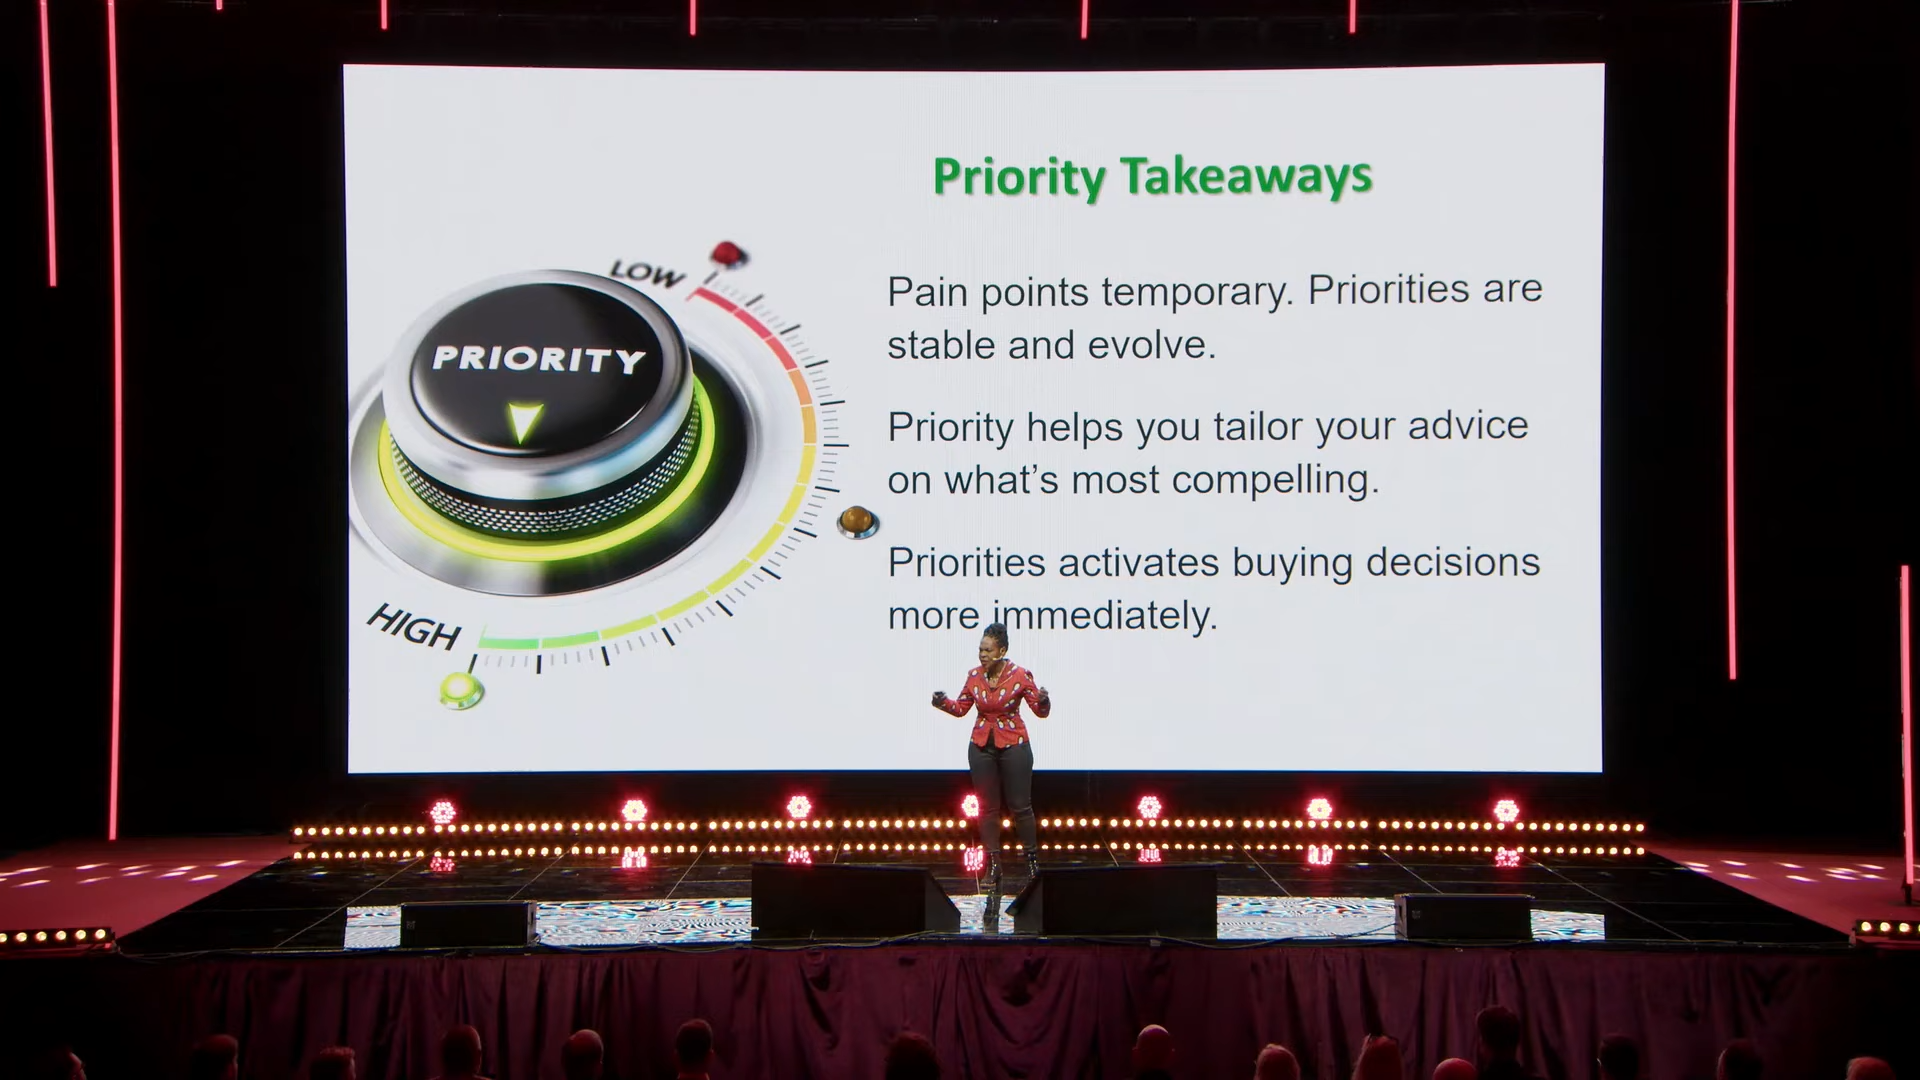 Priority Takeaways
LOW
PRIORITY
HIGH
Pain points temporary. Priorities are
stable and evolve.
Priority helps you tailor your advice
on what’s most compelling.
Priorities activates buying decisions
more immediately.